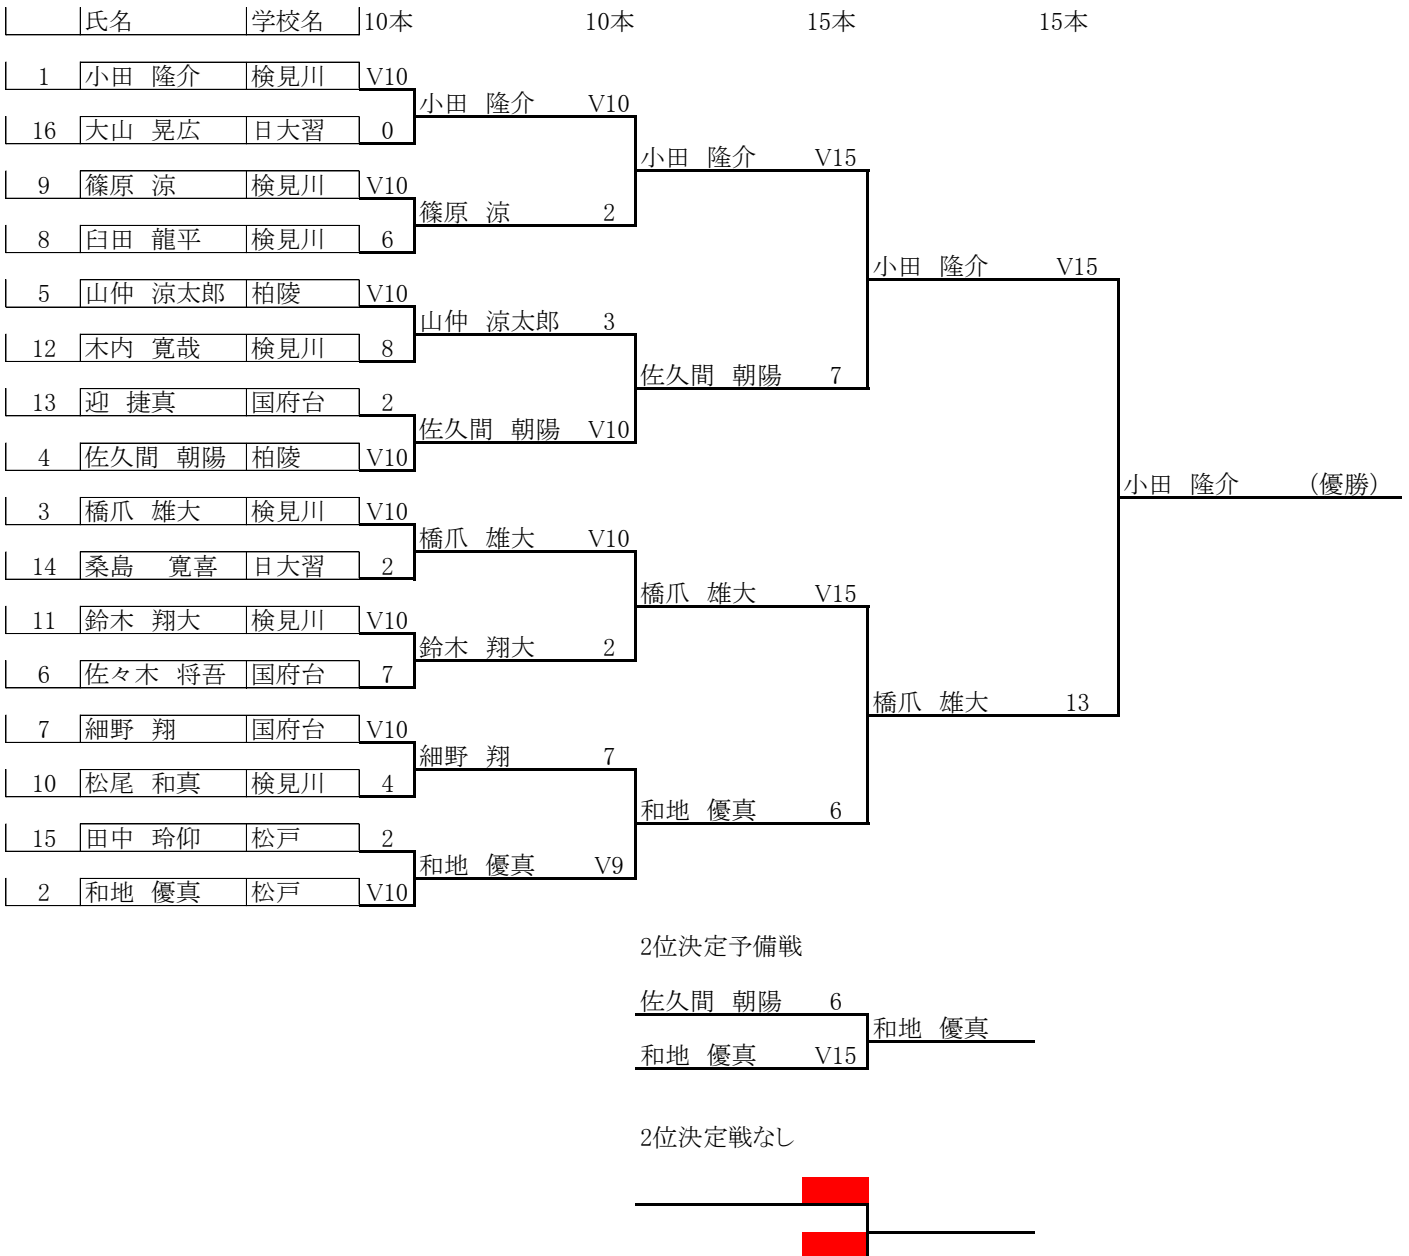 氏名 学校名 10本 10本 15本 15本
1 小田 隆介 検見川 V10
小田 隆介 V10
16 大山 晃広 日大習 0
小田 隆介 V15
9 篠原 涼 検見川 V10
篠原 涼 2
8 臼田 龍平 検見川 6
小田 隆介 V15
5 山仲 涼太郎 柏陵 V10
山仲 涼太郎 3
12 木内 寛哉 検見川 8
佐久間 朝陽 7
13 迎 捷真 国府台 2
佐久間 朝陽 V10
4 佐久間 朝陽 柏陵 V10
小田 隆介 (優勝)
3 橋爪 雄大 検見川 V10
橋爪 雄大 V10
14 桑島 寛喜 日大習 2
橋爪 雄大 V15
11 鈴木 翔大 検見川 V10
鈴木 翔大 2
6 佐々木 将吾 国府台 7
橋爪 雄大 13
7 細野 翔 国府台 V10
細野 翔 7
10 松尾 和真 検見川 4
和地 優真 6
15 田中 玲仰 松戸 2
和地 優真 V9
2 和地 優真 松戸 V10
2位決定予備戦
佐久間 朝陽 6
和地 優真
和地 優真 V15
2位決定戦なし